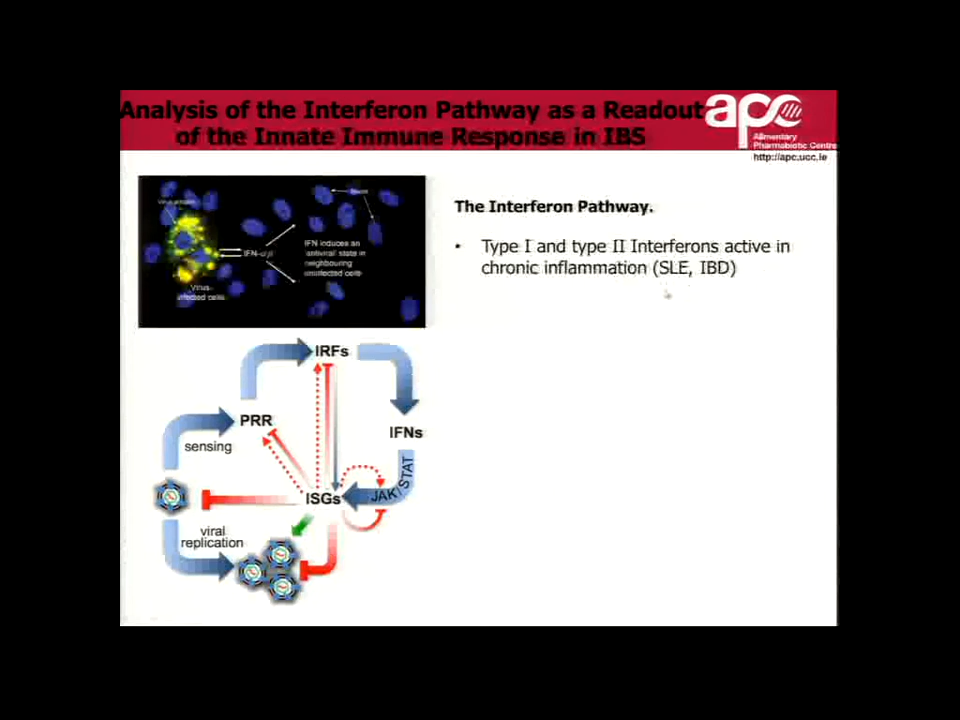 Analysis of the Interferon Pathway as a Readout
of the Innate Immune Response in IBS
apc
Alimentary
Pharmabiotic Centre
http://apc.ucc.ie
Virus antigen
Nuclei
IFN-α/β
IFN induces an
'antiviral' state in
neighbouring
uninfected cells
Virus-
infected cells
The Interferon Pathway.
• Type I and type II Interferons active in
chronic inflammation (SLE, IBD)
IRFs
PRR
IFNs
sensing
JAK/STAT
ISGs
viral
replication